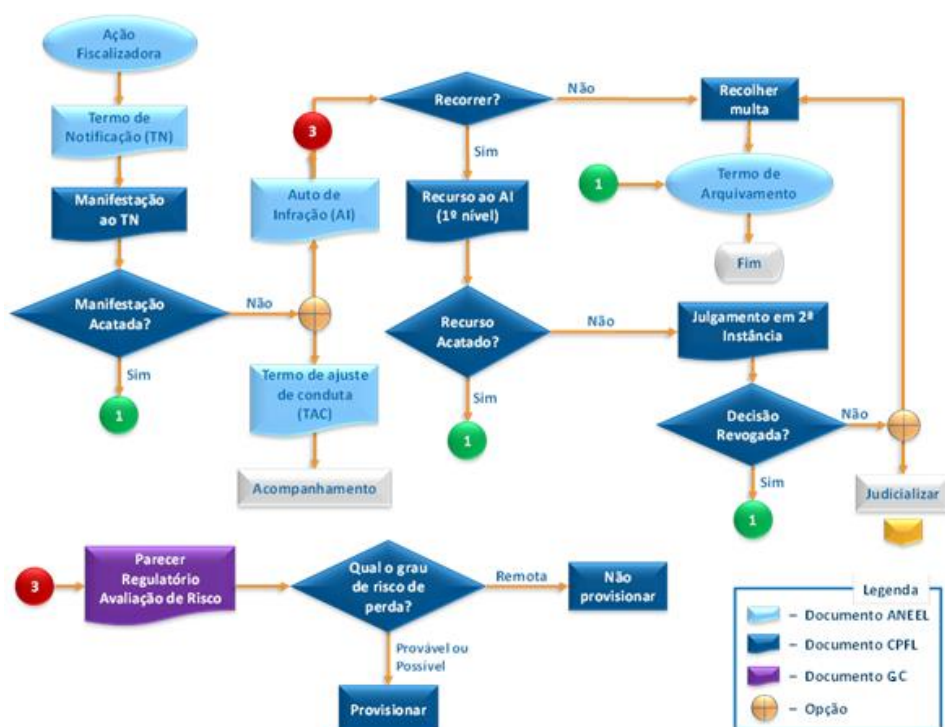 Ação
Fiscalizadora
Termo de
Notificação (TN)
Manifestação
ao TN
Manifestação
Acatada?
Não
Sim
1
3
Auto de
Infração (AI)
Termo de ajuste
de conduta
(TAC)
Acompanhamento
Recorrer?
Não
Sim
Recurso ao AI
(1º nível)
Recurso
Acatado?
Não
Sim
1
Recolher
multa
1
Termo de
Arquivamento
Fim
Julgamento em 2ª
Instância
Decisão
Revogada?
Não
Sim
1
Judicializar
3
Parecer
Regulatório
Avaliação de Risco
Qual o grau
de risco de
perda?
Remota
Não
provisionar
Provável ou
Possível
Provisionar
Legenda
– Documento ANEEL
– Documento CPFL
– Documento GC
– Opção